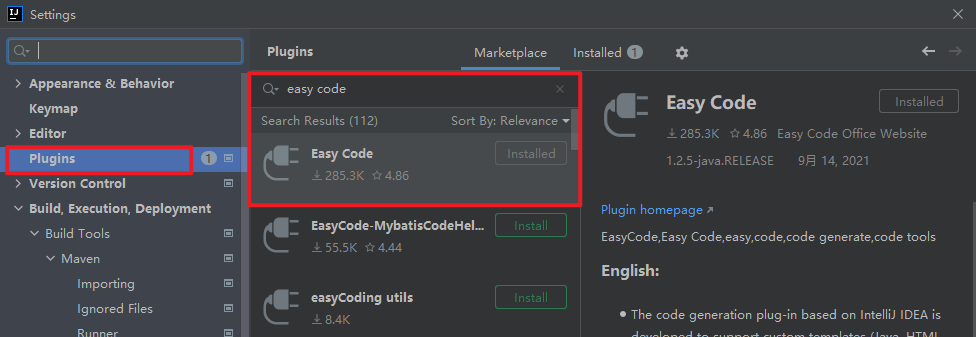 IJ
Settings
Appearance & Behavior
Keymap
Editor
Plugins 1
Version Control
Build, Execution, Deployment
Build Tools
Maven
Importing
Ignored Files
Runner
Plugins
Marketplace
Installed 1
easy code
Search Results (112)
Sort By: Relevance
Easy Code
Installed
285.3K 4.86
EasyCode-MybatisCodeHel...
Install
55.5K 4.44
easyCoding utils
Install
8.4K
Easy Code
Installed
285.3K 4.86 Easy Code Office Website
1.2.5-java.RELEASE 9月 14, 2021
Plugin homepage ↗
EasyCode,Easy Code,easy,code,code generate,code tools
English:
• The code generation plug-in based on IntelliJ IDEA is
developed to support custom templates (Java, HTML,